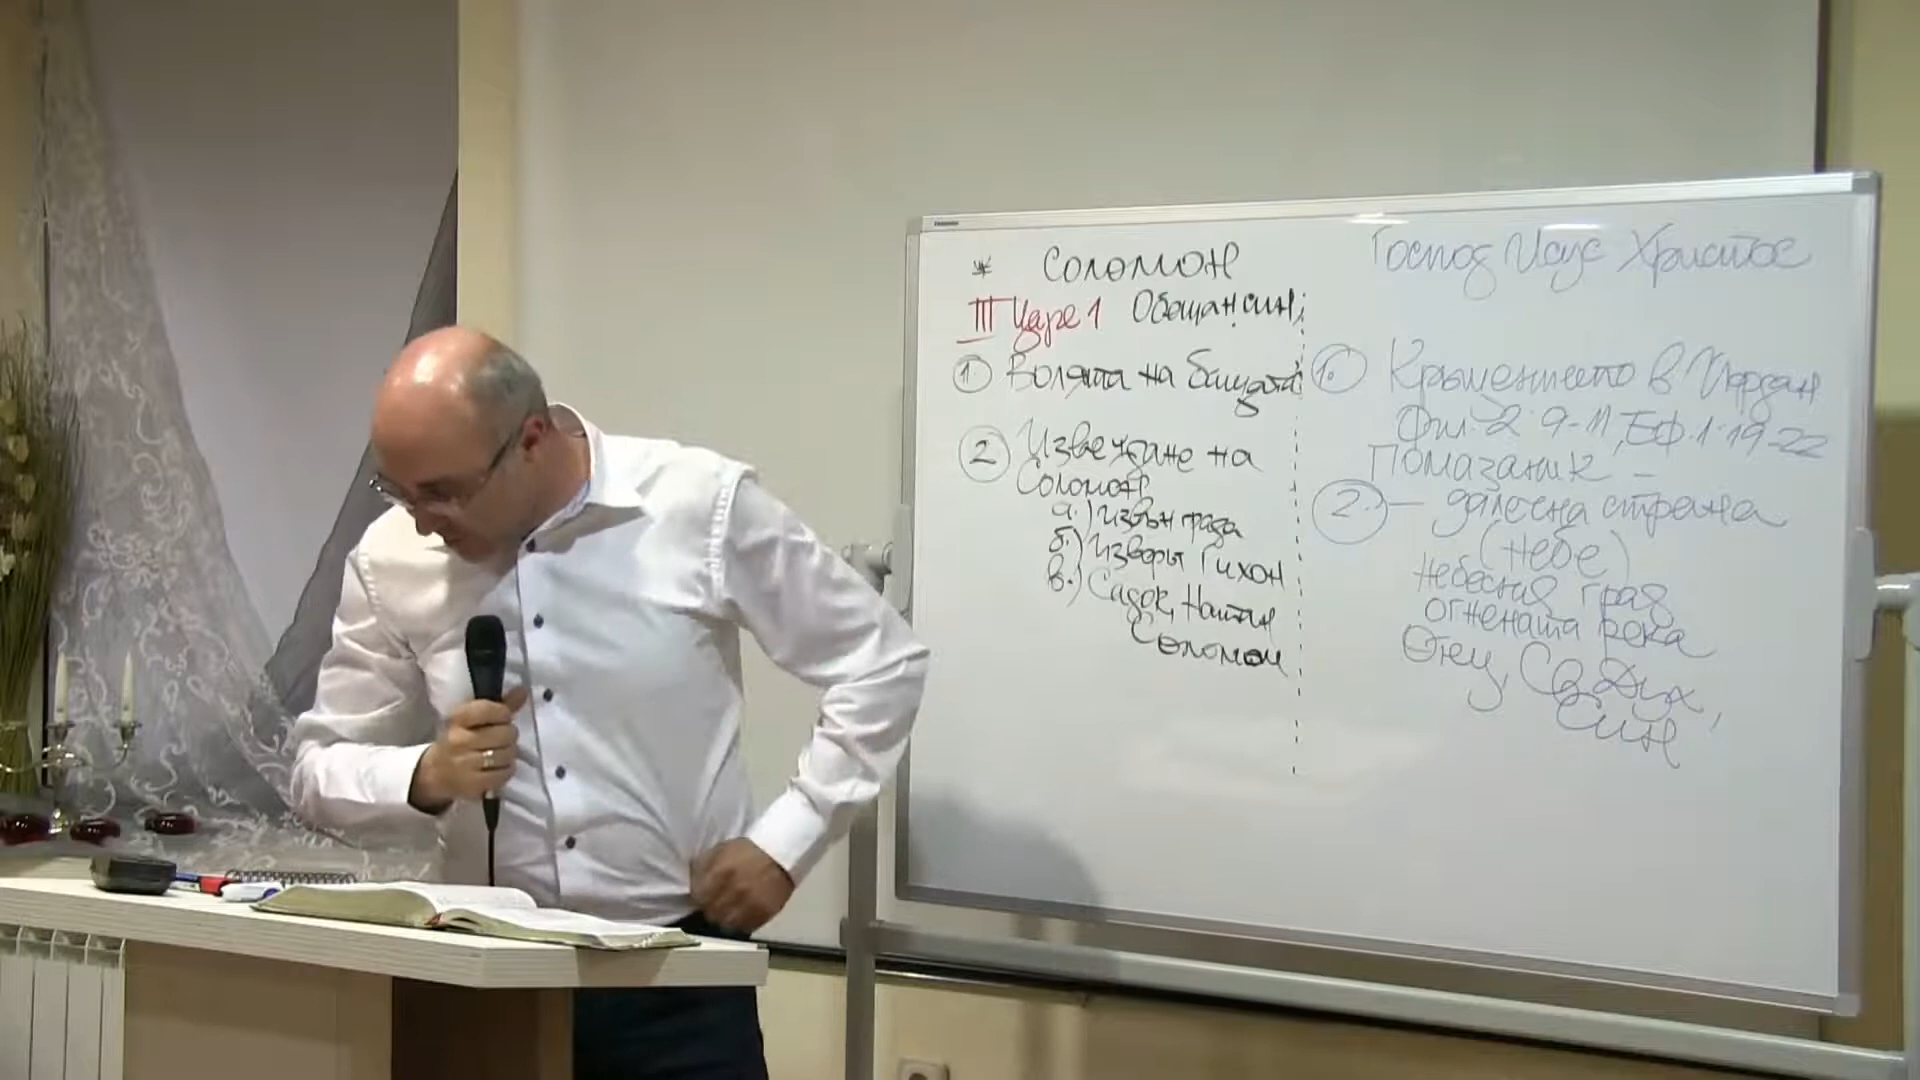 * Соломон
III Царе 1 Обещан син
1 Волята на бащата
2 Извеждане на
Соломон
а.) извън града
б.) Извора Гихон
в.) Садок, Натан
Соломон
Господ Исус Христос
1. Кръщението в Йордан
Фил. 2:9-11, Еф. 1:19-22
Помазаник -
2. - далечна страна
(небе)
небесния град
огнената река
Отец, Св. Дух,
Син